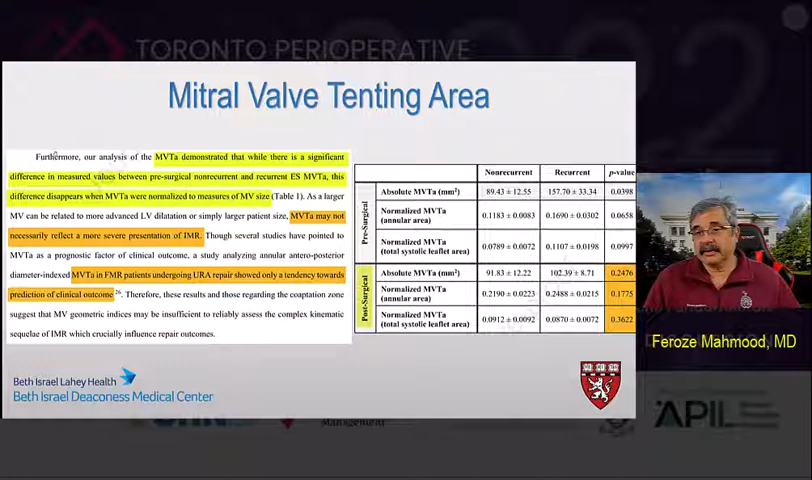 TORONTO PERIOPERATIVE
Mitral Valve Tenting Area
Furthermore, our analysis of the MVTa demonstrated that while there is a significant
difference in measured values between pre-surgical nonrecurrent and recurrent ES MVTa, this
difference disappears when MVTa were normalized to measures of MV size (Table 1). As a larger
MV can be related to more advanced LV dilatation or simply larger patient size, MVTa may not
necessarily reflect a more severe presentation of IMR. Though several studies have pointed to
MVTa as a prognostic factor of clinical outcome, a study analyzing annular antero-posterior
diameter-indexed MVTa in FMR patients undergoing URA repair showed only a tendency towards
prediction of clinical outcome 26. Therefore, these results and those regarding the coaptation zone
suggest that MV geometric indices may be insufficient to reliably assess the complex kinematic
sequelae of IMR which crucially influence repair outcomes.
Nonrecurrent Recurrent p-value
Pre-Surgical
Absolute MVTa (mm²) 89.43 ± 12.55 157.70 ± 33.34 0.0398
Normalized MVTa (annular area) 0.1183 ± 0.0083 0.1690 ± 0.0302 0.0658
Normalized MVTa (total systolic leaflet area) 0.0789 ± 0.0072 0.1107 ± 0.0198 0.0997
Post-Surgical
Absolute MVTa (mm²) 91.83 ± 12.22 102.39 ± 8.71 0.2476
Normalized MVTa (annular area) 0.2190 ± 0.0223 0.2488 ± 0.0215 0.1775
Normalized MVTa (total systolic leaflet area) 0.0912 ± 0.0092 0.0870 ± 0.0072 0.3622
Feroze Mahmood, MD
Beth Israel Lahey Health
Beth Israel Deaconess Medical Center
Management
APIL